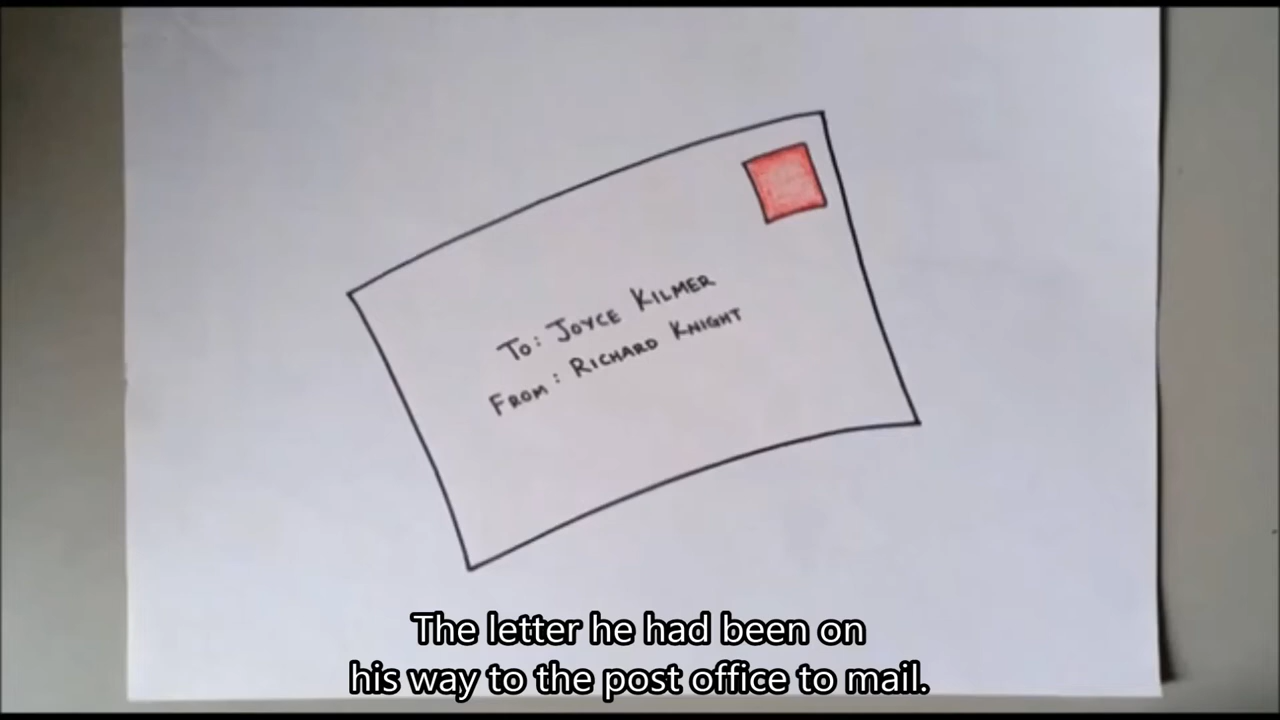 To: JOYCE KILMER
FROM: RICHARD KNIGHT
The letter he had been on
his way to the post office to mail.